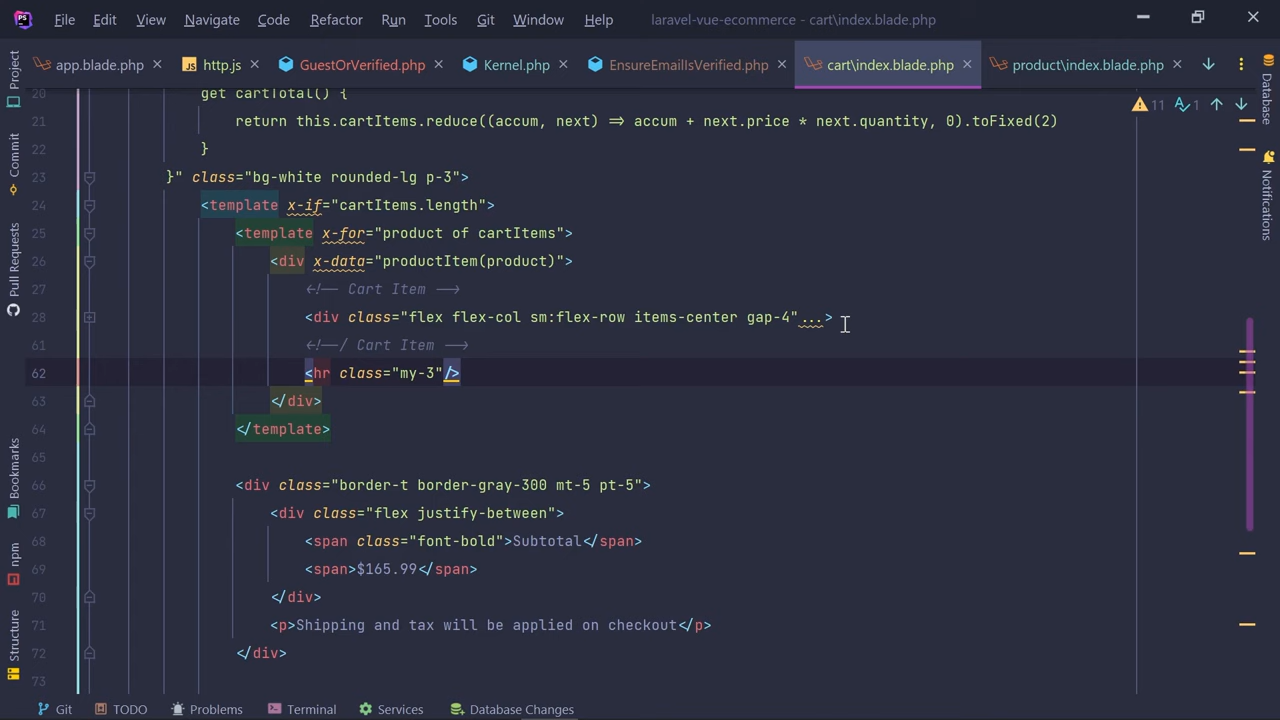 File Edit View Navigate Code Refactor Run Tools Git Window Help laravel-vue-ecommerce - cart\index.blade.php
app.blade.php http.js GuestOrVerified.php Kernel.php EnsureEmailIsVerified.php cart\index.blade.php product\index.blade.php
Project
Commit
Pull Requests
Bookmarks
npm
Structure
Database
Notifications
11 1
20 get cartTotal() {
21 return this.cartItems.reduce((accum, next) => accum + next.price * next.quantity, 0).toFixed(2)
22 }
23 }" class="bg-white rounded-lg p-3">
24 <template x-if="cartItems.length">
25 <template x-for="product of cartItems">
26 <div x-data="productItem(product)">
27 <!-- Cart Item -->
28 <div class="flex flex-col sm:flex-row items-center gap-4"...>
61 <!--/ Cart Item -->
62 <hr class="my-3"/>
63 </div>
64 </template>
65
66 <div class="border-t border-gray-300 mt-5 pt-5">
67 <div class="flex justify-between">
68 <span class="font-bold">Subtotal</span>
69 <span>$165.99</span>
70 </div>
71 <p>Shipping and tax will be applied on checkout</p>
72 </div>
73
Git TODO Problems Terminal Services Database Changes